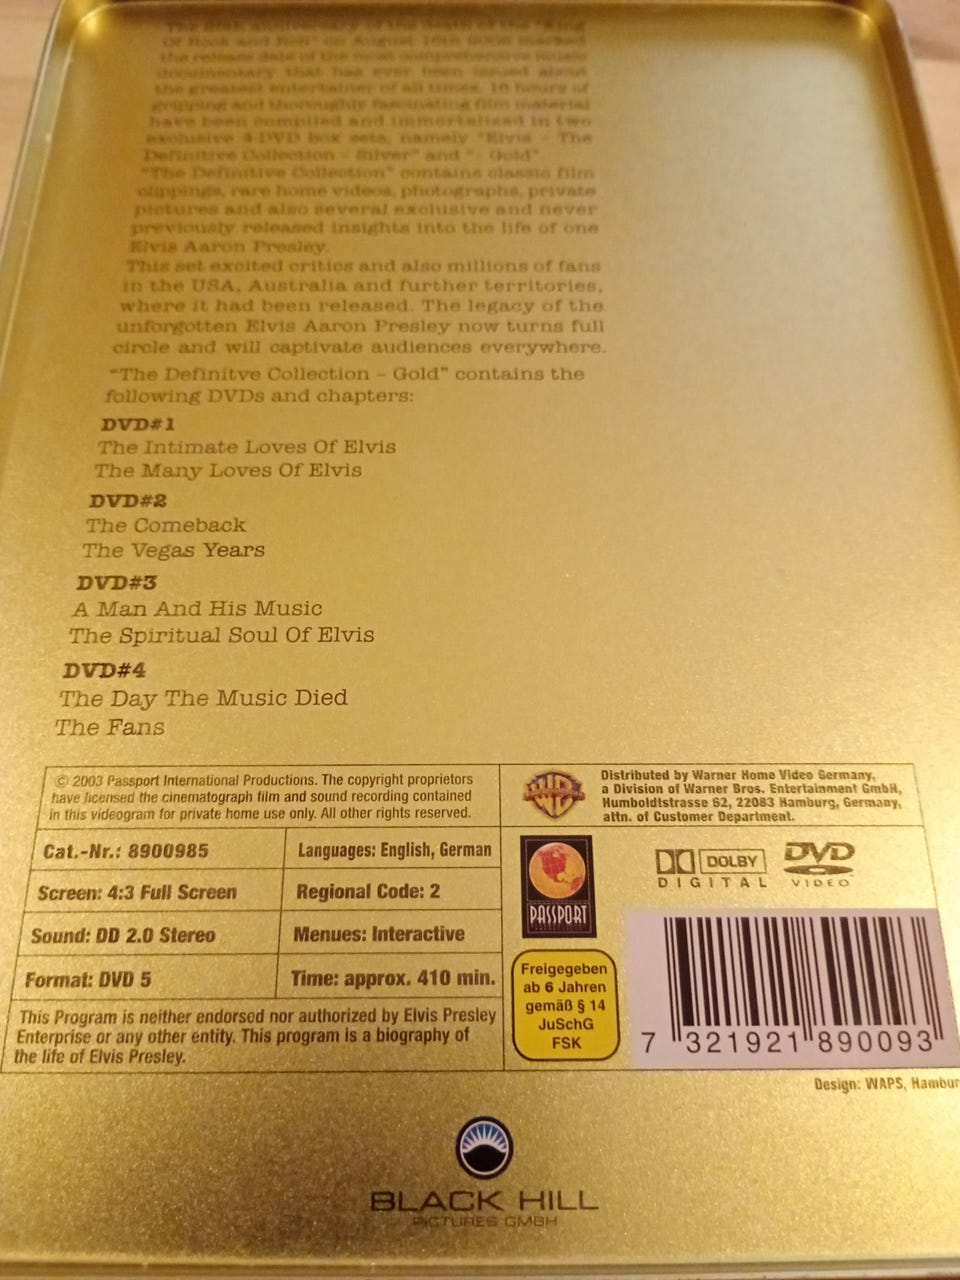 The 25th anniversary of the death of the "King
Of Rock and Roll" on August 16th 2002 marked
the release date of the most comprehensive music
documentary that has ever been issued about
the greatest entertainer of all times. 16 hours of
gripping and thoroughly fascinating film material
have been compiled and immortalized in two
exclusive 4-DVD box sets, namely "Elvis - The
Definitive Collection - Silver" and "- Gold".
"The Definitive Collection" contains classic film
clippings, rare home videos, photographs, private
pictures and also several exclusive and never
previously released insights into the life of one
Elvis Aaron Presley.
This set excited critics and also millions of fans
in the USA, Australia and further territories,
where it had been released. The legacy of the
unforgotten Elvis Aaron Presley now turns full
circle and will captivate audiences everywhere.
"The Definitve Collection - Gold" contains the
following DVDs and chapters:
DVD#1
The Intimate Loves Of Elvis
The Many Loves Of Elvis
DVD#2
The Comeback
The Vegas Years
DVD#3
A Man And His Music
The Spiritual Soul Of Elvis
DVD#4
The Day The Music Died
The Fans
© 2003 Passport International Productions. The copyright proprietors
have licensed the cinematograph film and sound recording contained
in this videogram for private home use only. All other rights reserved.
WB
Distributed by Warner Home Video Germany,
a Division of Warner Bros. Entertainment GmbH,
Humboldtstrasse 62, 22083 Hamburg, Germany,
attn. of Customer Department.
Cat.-Nr.: 8900985
Languages: English, German
Screen: 4:3 Full Screen
Regional Code: 2
Sound: DD 2.0 Stereo
Menues: Interactive
Format: DVD 5
Time: approx. 410 min.
This Program is neither endorsed nor authorized by Elvis Presley
Enterprise or any other entity. This program is a biography of
the life of Elvis Presley.
PASSPORT
DOLBY
DIGITAL
DVD
VIDEO
Freigegeben
ab 6 Jahren
gemäß § 14
JuSchG
FSK
7 321921 890093
Design: WAPS, Hambur
BLACK HILL
PICTURES GMBH